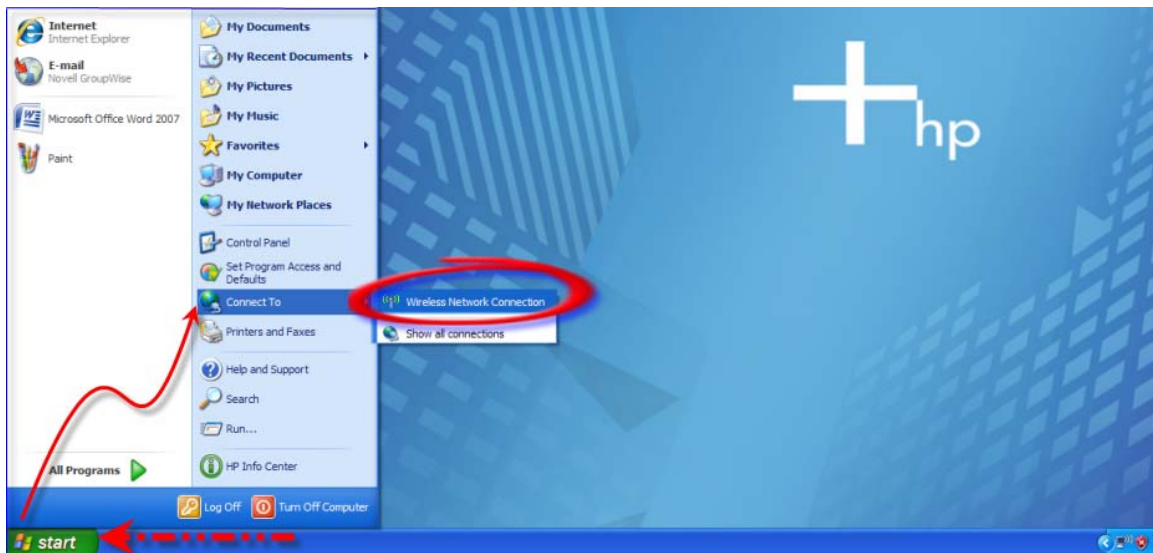 Internet
Internet Explorer
E-mail
Novell GroupWise
Microsoft Office Word 2007
Paint
All Programs
My Documents
My Recent Documents
My Pictures
My Music
Favorites
My Computer
My Network Places
Control Panel
Set Program Access and
Defaults
Connect To
Printers and Faxes
Help and Support
Search
Run...
HP Info Center
Wireless Network Connection
Show all connections
Log Off
Turn Off Computer
start
hp